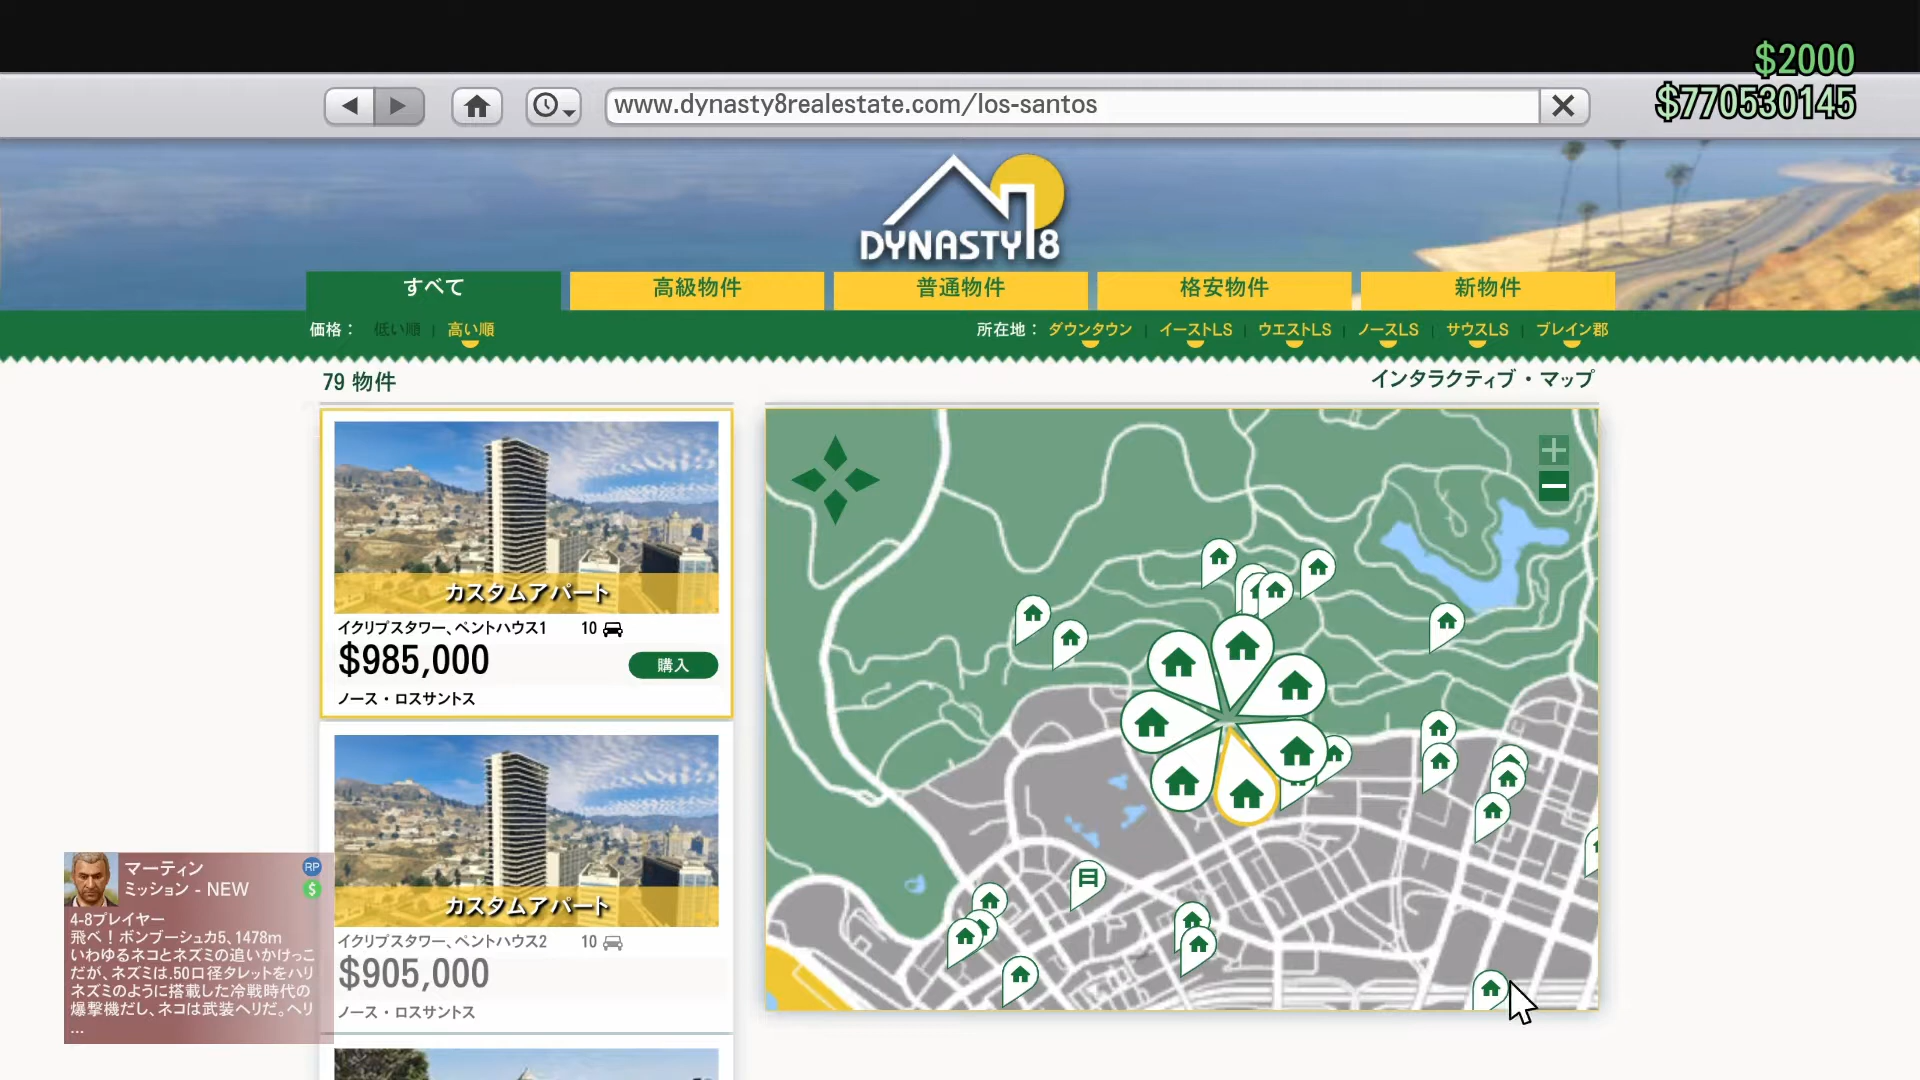 $2000
$770530145
www.dynasty8realestate.com/los-santos
DYNASTY8
すべて
高級物件
普通物件
格安物件
新物件
価格： 低い順 | 高い順
所在地： ダウンタウン | イーストLS | ウエストLS | ノースLS | サウスLS | ブレイン郡
79 物件
インタラクティブ・マップ
カスタムアパート
イクリプスタワー、ペントハウス1 10
$985,000
購入
ノース・ロスサントス
カスタムアパート
イクリプスタワー、ペントハウス2 10
$905,000
ノース・ロスサントス
マーティン
RP
ミッション - NEW
$
4-8プレイヤー
飛べ！ボンブーシュカ5、1478m
いわゆるネコとネズミの追いかけっこ
だが、ネズミは.50口径タレットをハリ
ネズミのように搭載した冷戦時代の
爆撃機だし、ネコは武装ヘリだ。ヘリ
...